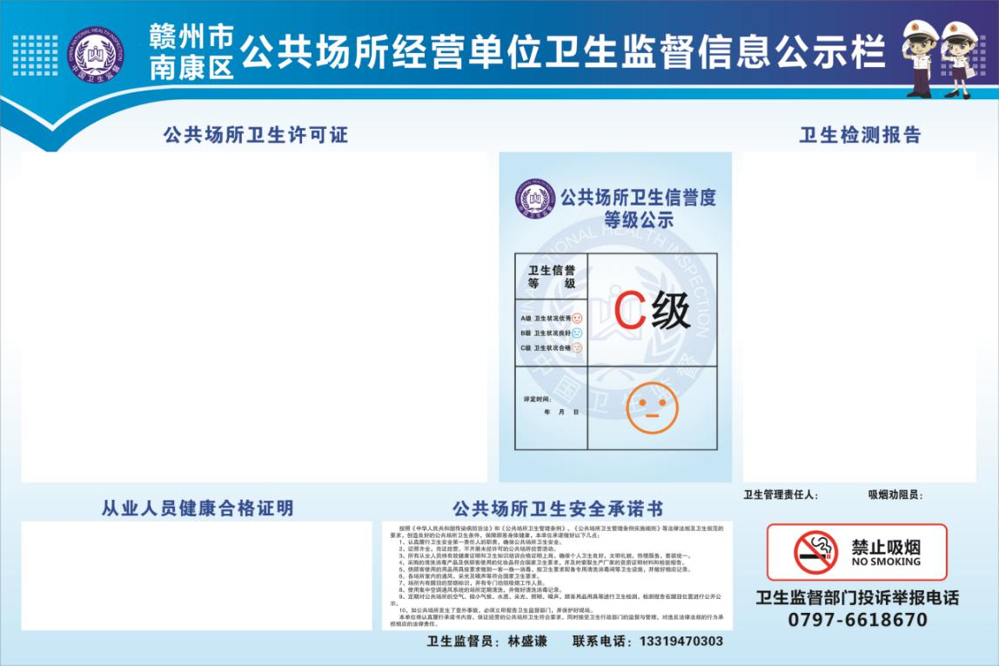 赣州市
南康区
公共场所经营单位卫生监督信息公示栏
CHINA NATIONAL HEALTH INSPECTION
中国卫生监督
公共场所卫生许可证
卫生检测报告
公共场所卫生信誉度
等级公示
卫生信誉
等 级
C级
A级 卫生状况优秀
B级 卫生状况良好
C级 卫生状况合格
评定时间:
年 月 日
从业人员健康合格证明
公共场所卫生安全承诺书
按照《中华人民共和国传染病防治法》和《公共场所卫生管理条例》、《公共场所卫生管理条例实施细则》等法律法规及卫生规范的
要求,创造良好的公共场所卫生条件,保障顾客身体健康,本单位承诺做好以下几点:
1、认真履行卫生安全第一责任人的职责,确保公共场所卫生安全。
2、证照齐全,亮证经营,不开展未经许可的公共场所经营活动。
3、所有从业人员持有效健康证明和卫生知识培训合格证明上岗,确保个人卫生良好,文明礼貌,热情服务,着装统一。
4、采购的清洗消毒产品及供顾客使用的化妆品符合国家卫生要求,并及时索取生产厂家的资质证明材料和检验报告。
5、供顾客使用的用品用具按要求做到一客一换一消毒,按卫生要求配备专用清洗消毒间等卫生设施,并做好相应记录。
6、各场所室内的通风、采光及噪声等符合国家卫生要求。
7、场所内有醒目的禁烟标识,并有专门劝阻吸烟工作人员。
8、使用集中空调通风系统的场所定期清洗,并做好清洗消毒记录。
9、定期对公共场所的空气、微小气候、水质、采光、照明、噪声、顾客用品用具等进行卫生检测,检测报告在醒目位置进行公开公
示。
10、如公共场所发生了意外事故,必须立即报告卫生监督部门,并保护好现场。
本单位将认真履行承诺书内容,保证经营的公共场所卫生符合要求,同时接受卫生行政部门的监督与管理,对违反法律法规的行为承
担相应的法律责任。
卫生监督员:林盛谦 联系电话:13319470303
卫生管理责任人: 吸烟劝阻员:
禁止吸烟
NO SMOKING
卫生监督部门投诉举报电话
0797-6618670